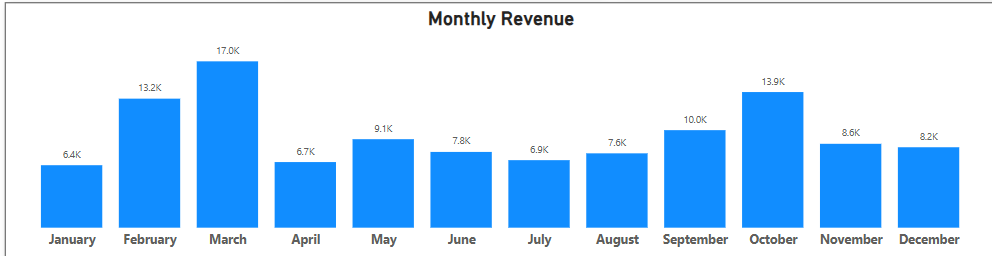 Monthly Revenue
17.0K
13.9K
13.2K
10.0K
9.1K
8.6K
8.2K
7.8K
7.6K
6.9K
6.7K
6.4K
January February March April May June July August September October November December